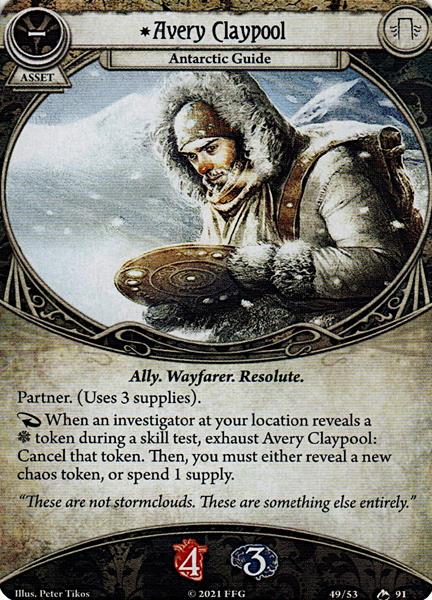 Avery Claypool
Antarctic Guide
ASSET
Ally. Wayfarer. Resolute.
Partner. (Uses 3 supplies).
When an investigator at your location reveals a
token during a skill test, exhaust Avery Claypool:
Cancel that token. Then, you must either reveal a new
chaos token, or spend 1 supply.
“These are not stormclouds. These are something else entirely.”
4 3
Illus. Peter Tikos © 2021 FFG 49/53 91